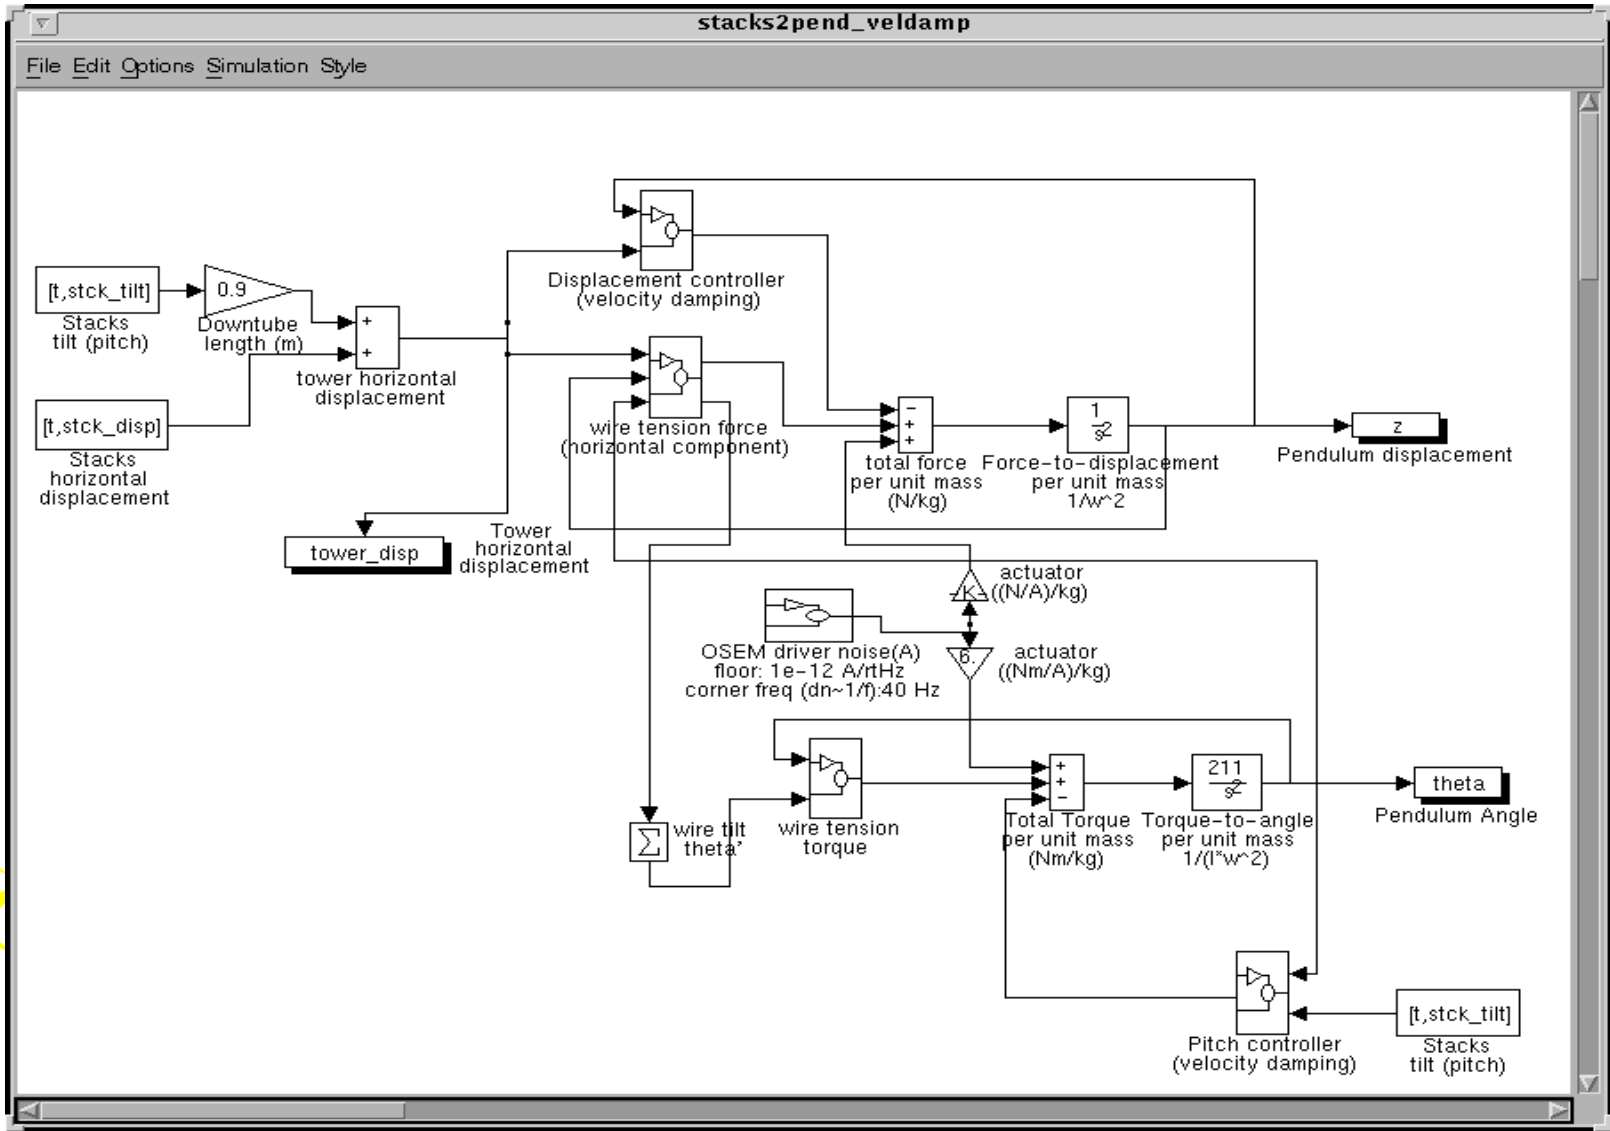 stacks2pend_veldamp
File Edit Options Simulation Style
[t,stck_tilt]
Stacks
tilt (pitch)
0.9
Downtube
length (m)
+
+
tower horizontal
displacement
[t,stck_disp]
Stacks
horizontal
displacement
Displacement controller
(velocity damping)
wire tension force
(horizontal component)
−
+
+
total force
per unit mass
(N/kg)
1
s2
Force-to-displacement
per unit mass
1/w^2
z
Pendulum displacement
tower_disp
Tower
horizontal
displacement
-K-
actuator
((N/A)/kg)
OSEM driver noise(A)
floor: 1e-12 A/rtHz
corner freq (dn~1/f):40 Hz
6.
actuator
((Nm/A)/kg)
Σ
wire tilt
theta'
wire tension
torque
+
+
−
Total Torque
per unit mass
(Nm/kg)
211
s2
Torque-to-angle
per unit mass
1/(I*w^2)
theta
Pendulum Angle
Pitch controller
(velocity damping)
[t,stck_tilt]
Stacks
tilt (pitch)